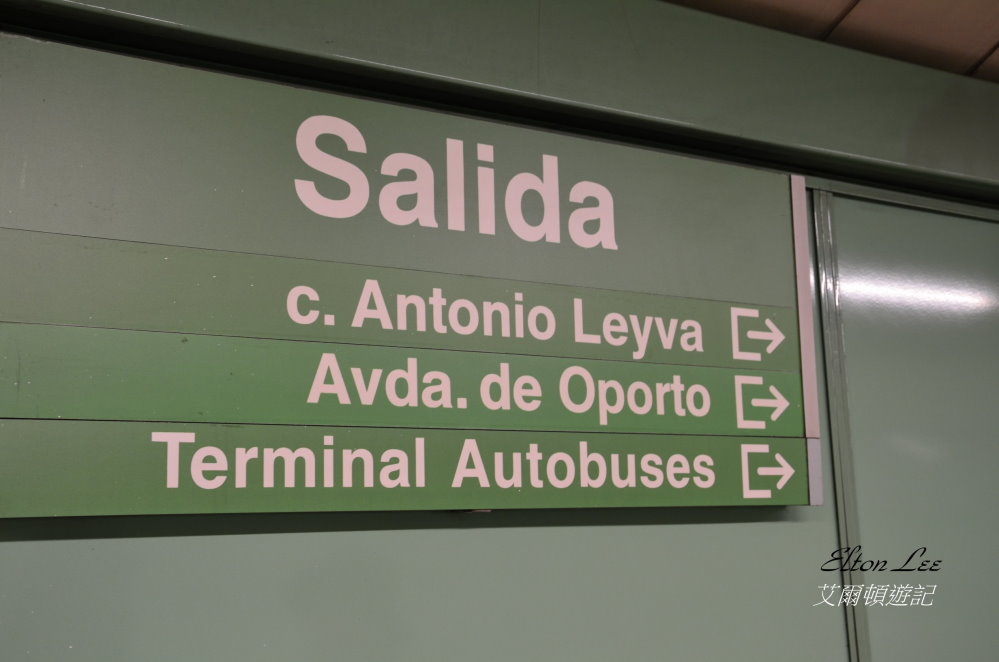 Salida
c. Antonio Leyva
Avda. de Oporto
Terminal Autobuses
Elton Lee
艾爾頓遊記